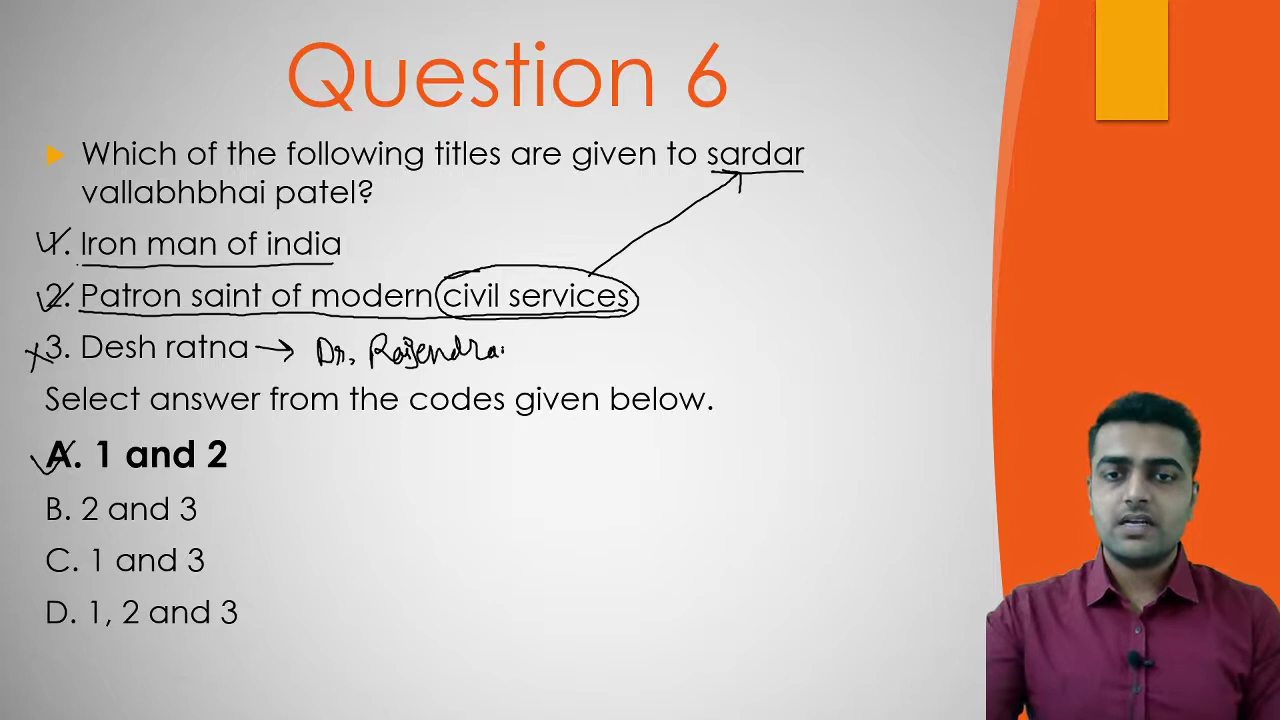 Question 6
Which of the following titles are given to sardar
vallabhbhai patel?
1. Iron man of india
2. Patron saint of modern civil services
3. Desh ratna → Dr. Rajendra
Select answer from the codes given below.
A. 1 and 2
B. 2 and 3
C. 1 and 3
D. 1, 2 and 3